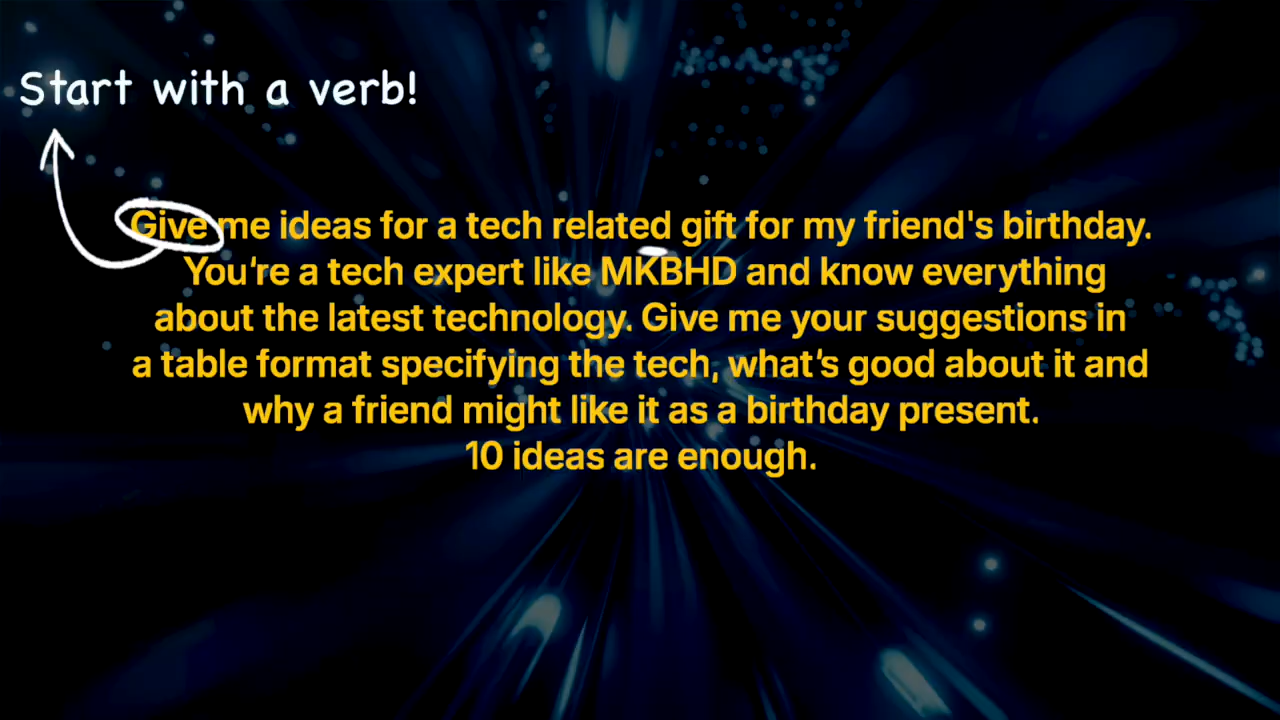 Start with a verb!
Give me ideas for a tech related gift for my friend's birthday.
You’re a tech expert like MKBHD and know everything
about the latest technology. Give me your suggestions in
a table format specifying the tech, what’s good about it and
why a friend might like it as a birthday present.
10 ideas are enough.